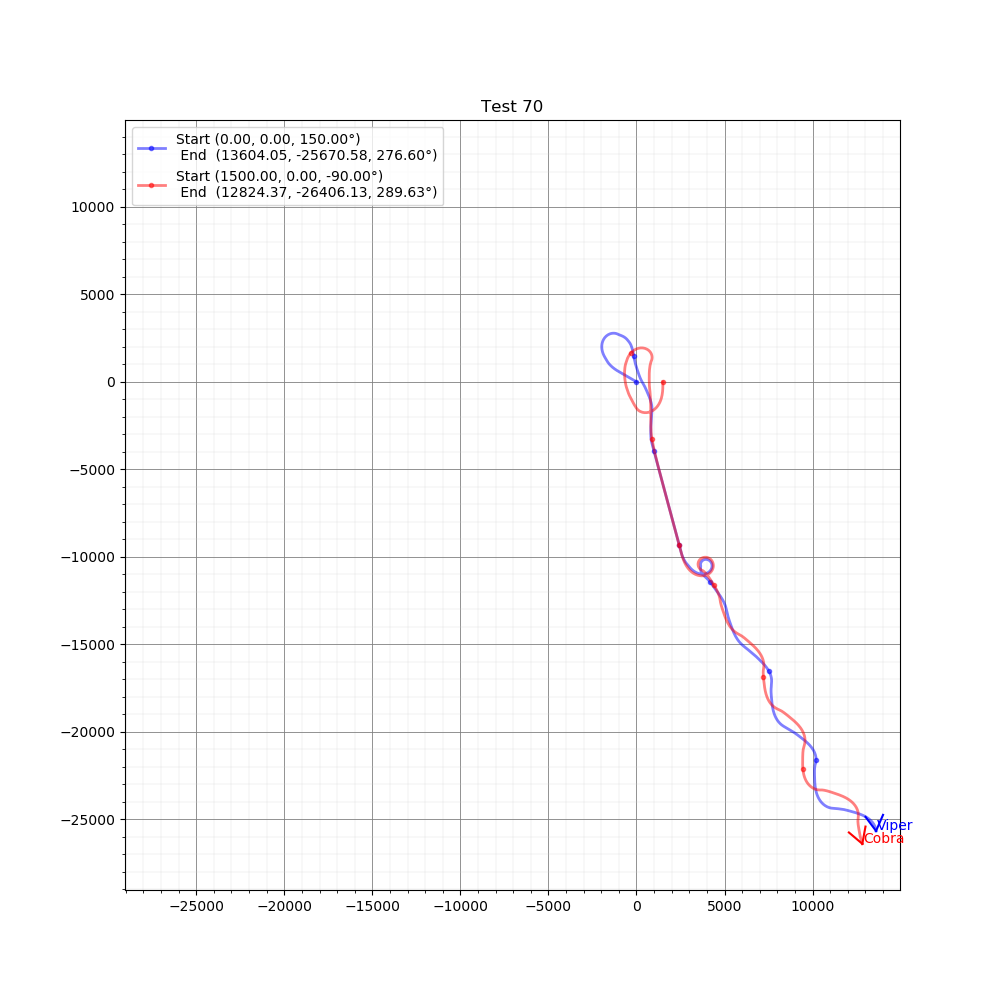 Test 70
Start (0.00, 0.00, 150.00°)
End  (13604.05, -25670.58, 276.60°)
Start (1500.00, 0.00, -90.00°)
End  (12824.37, -26406.13, 289.63°)
10000
5000
0
−5000
−10000
−15000
−20000
−25000
Viper
Cobra
−25000 −20000 −15000 −10000 −5000 0 5000 10000